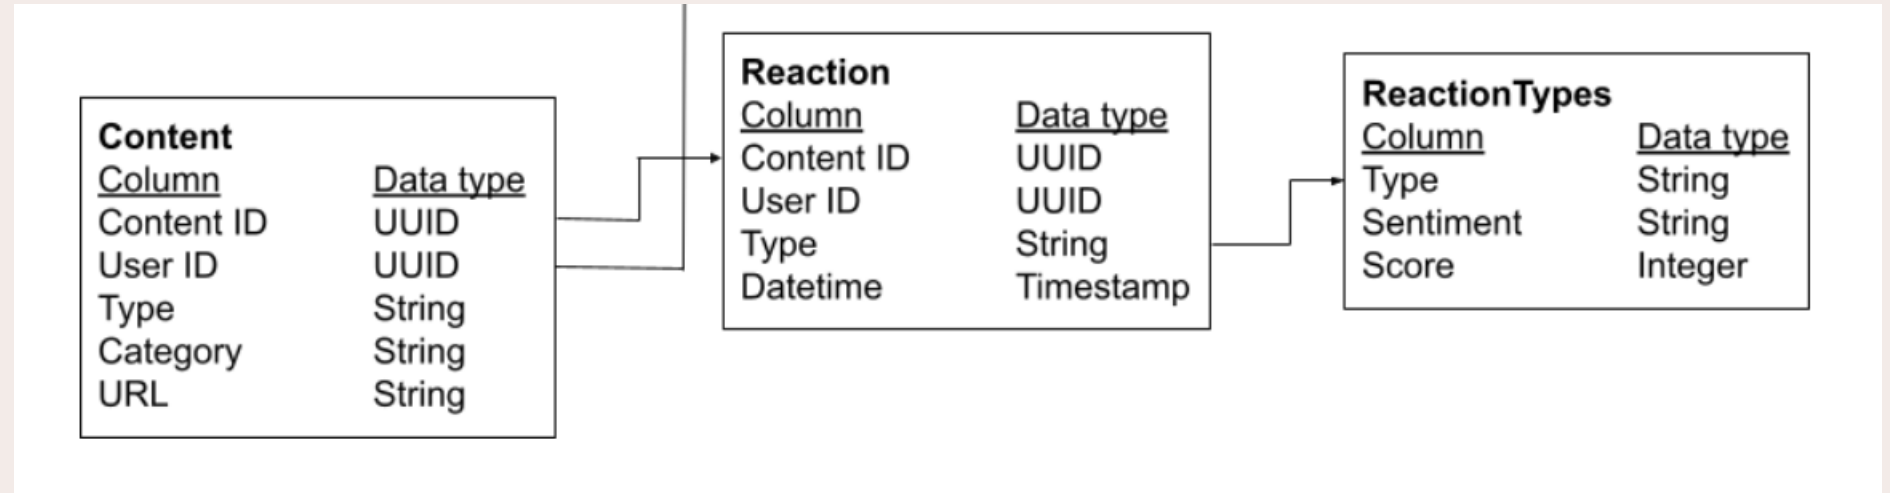 Content
Column Data type
Content ID UUID
User ID UUID
Type String
Category String
URL String
Reaction
Column Data type
Content ID UUID
User ID UUID
Type String
Datetime Timestamp
ReactionTypes
Column Data type
Type String
Sentiment String
Score Integer